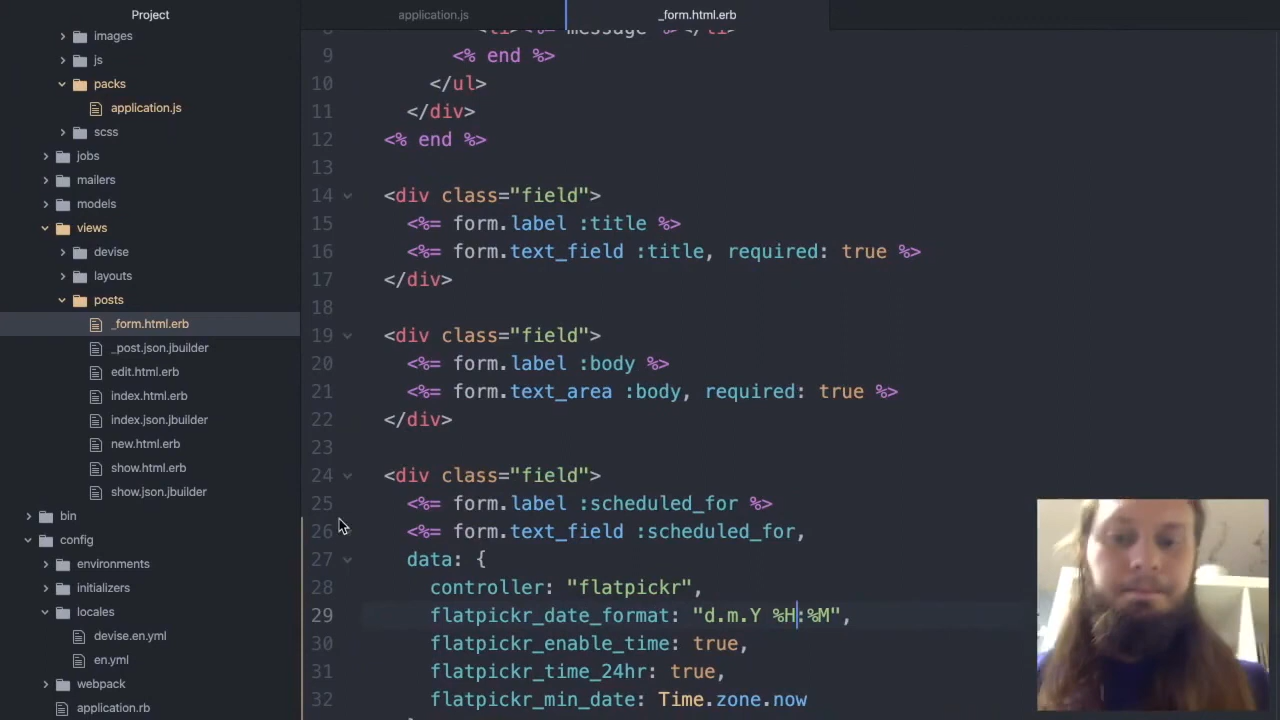 Project
application.js
_form.html.erb
images
js
packs
application.js
scss
jobs
mailers
models
views
devise
layouts
posts
_form.html.erb
_post.json.jbuilder
edit.html.erb
index.html.erb
index.json.jbuilder
new.html.erb
show.html.erb
show.json.jbuilder
bin
config
environments
initializers
locales
devise.en.yml
en.yml
webpack
application.rb
8 <li><%= message %></li>
9 <% end %>
10 </ul>
11 </div>
12 <% end %>
13
14 <div class="field">
15 <%= form.label :title %>
16 <%= form.text_field :title, required: true %>
17 </div>
18
19 <div class="field">
20 <%= form.label :body %>
21 <%= form.text_area :body, required: true %>
22 </div>
23
24 <div class="field">
25 <%= form.label :scheduled_for %>
26 <%= form.text_field :scheduled_for,
27 data: {
28 controller: "flatpickr",
29 flatpickr_date_format: "d.m.Y %H:%M",
30 flatpickr_enable_time: true,
31 flatpickr_time_24hr: true,
32 flatpickr_min_date: Time.zone.now